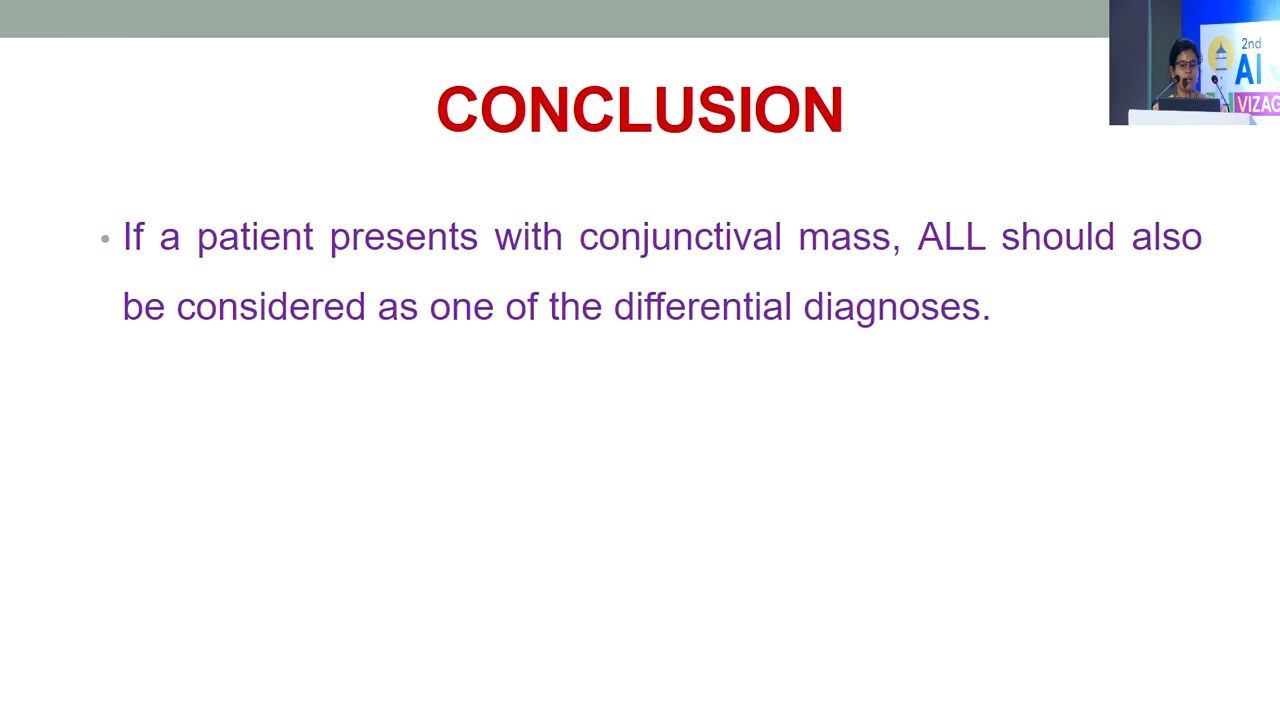 CONCLUSION
• If a patient presents with conjunctival mass, ALL should also
be considered as one of the differential diagnoses.
2nd
AI
VIZAG